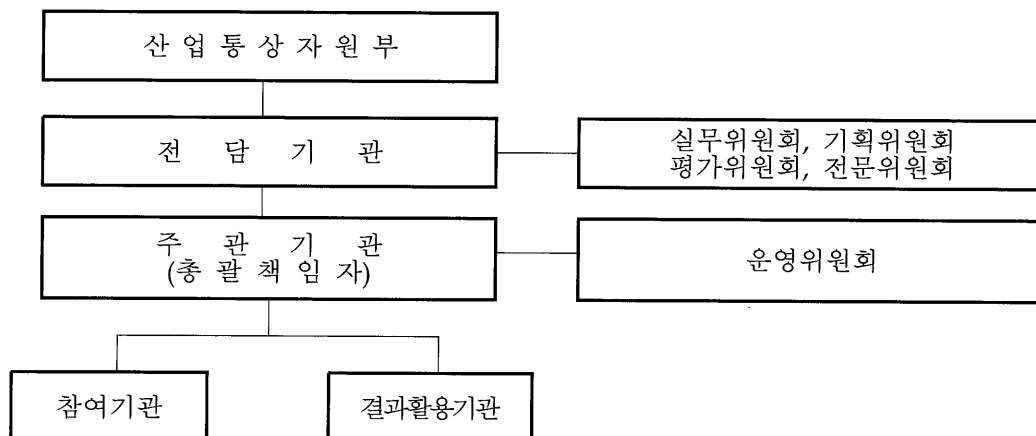 산 업 통 상 자 원 부
전 담 기 관
실무위원회, 기획위원회
평가위원회, 전문위원회
주 관 기 관
(총 괄 책 임 자)
운영위원회
참여기관
결과활용기관